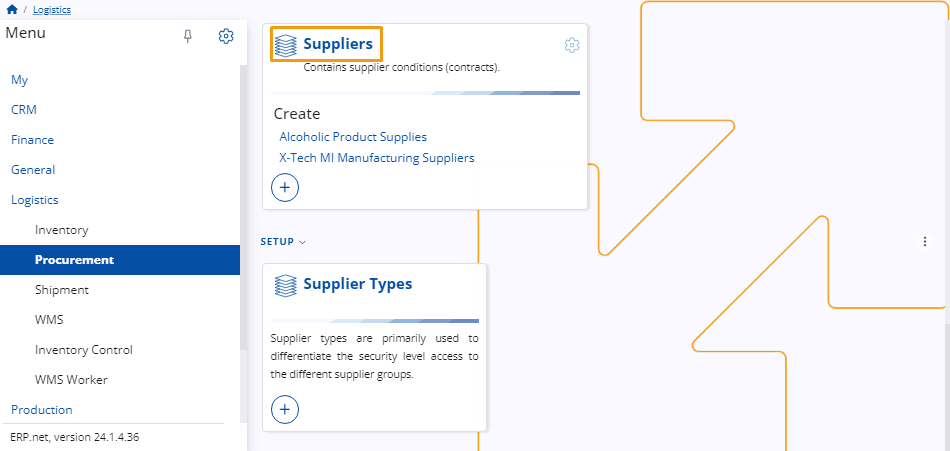 / Logistics
Menu
My
CRM
Finance
General
Logistics
Inventory
Procurement
Shipment
WMS
Inventory Control
WMS Worker
Production
ERP.net, version 24.1.4.36
Suppliers
Contains supplier conditions (contracts).
Create
Alcoholic Product Supplies
X-Tech MI Manufacturing Suppliers
SETUP
Supplier Types
Supplier types are primarily used to
differentiate the security level access to
the different supplier groups.